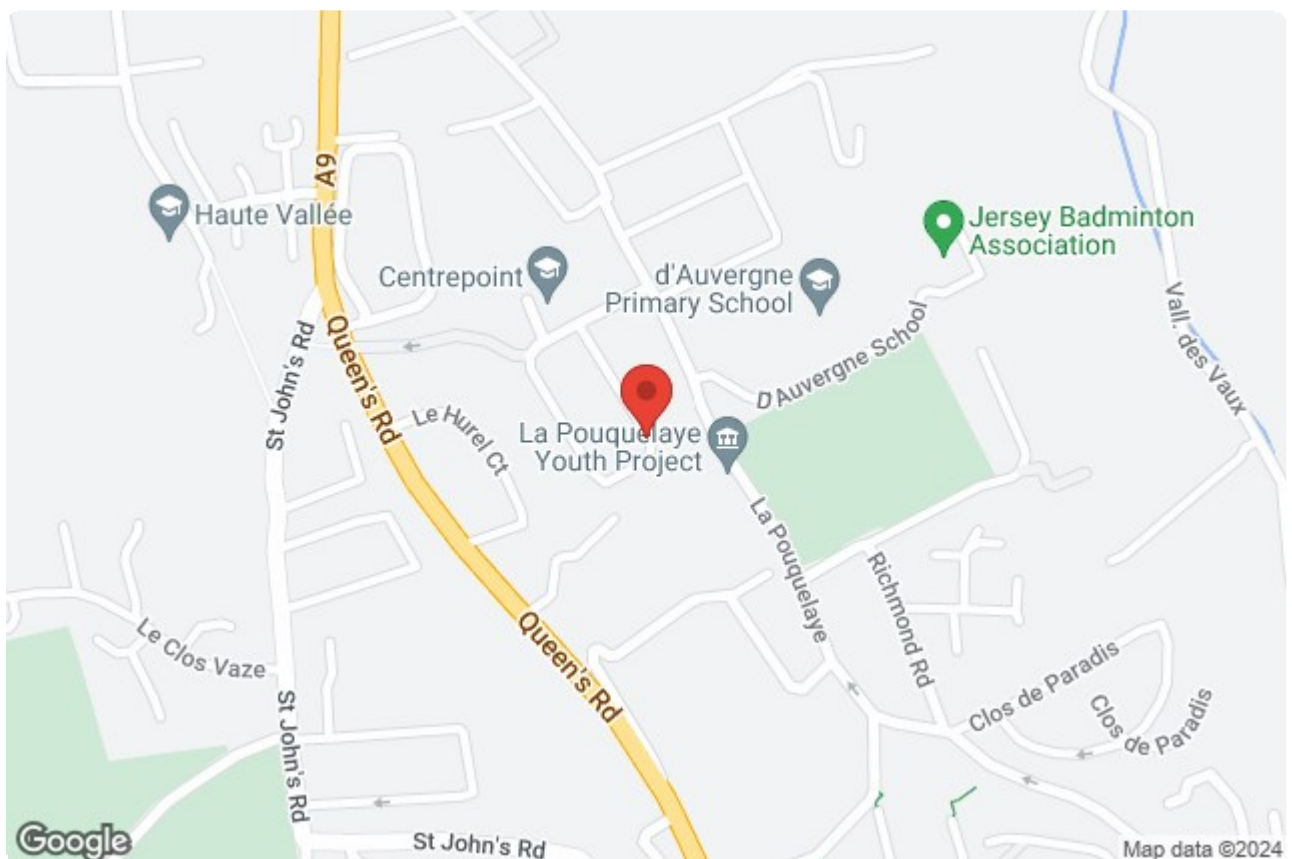 A9
Haute Vallée
Jersey Badminton
Association
Centrepoint
d'Auvergne
Primary School
Vall. des Vaux
St John's Rd
Queen's Rd
D'Auvergne School
Le Hurel Ct
La Pouquelaye
Youth Project
La Pouquelaye
Richmond Rd
Le Clos Vaze
Queen's Rd
Clos de Paradis
Clos de Paradis
St John's Rd
St John's Rd
Google
Map data ©2024